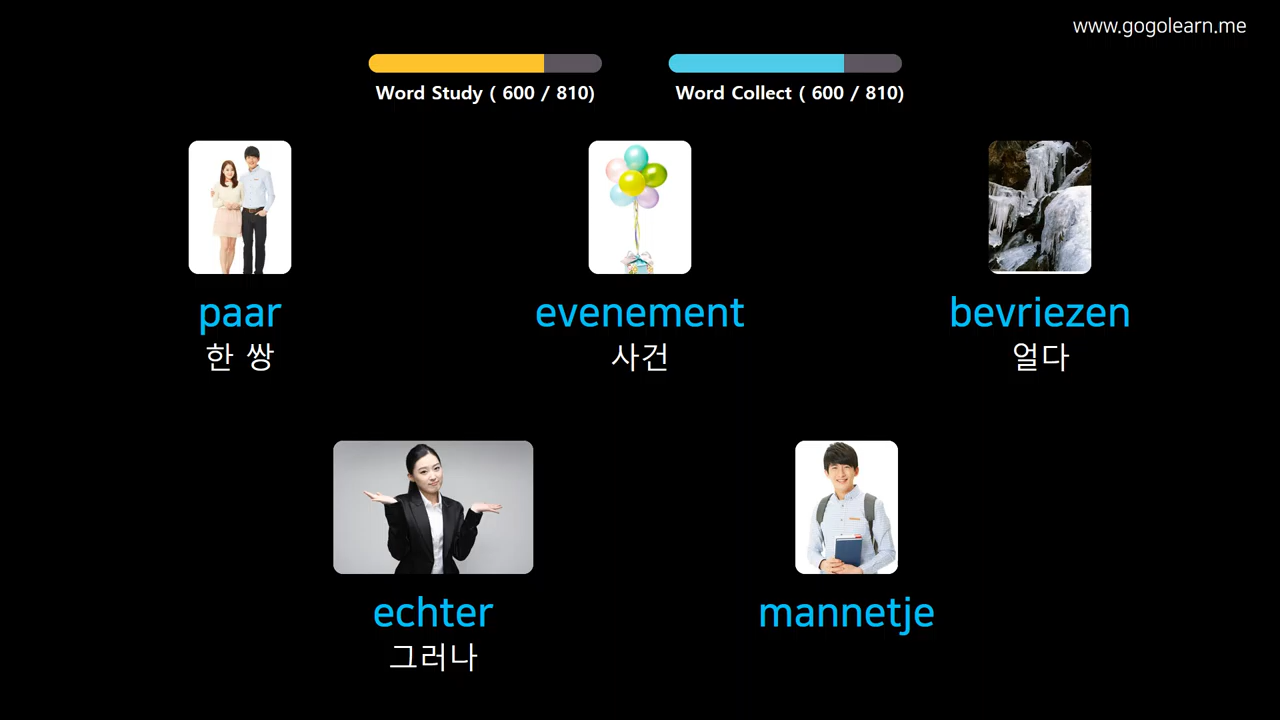 www.gogolearn.me
Word Study ( 600 / 810)
Word Collect ( 600 / 810)
paar
한 쌍
evenement
사건
bevriezen
얼다
echter
그러나
mannetje